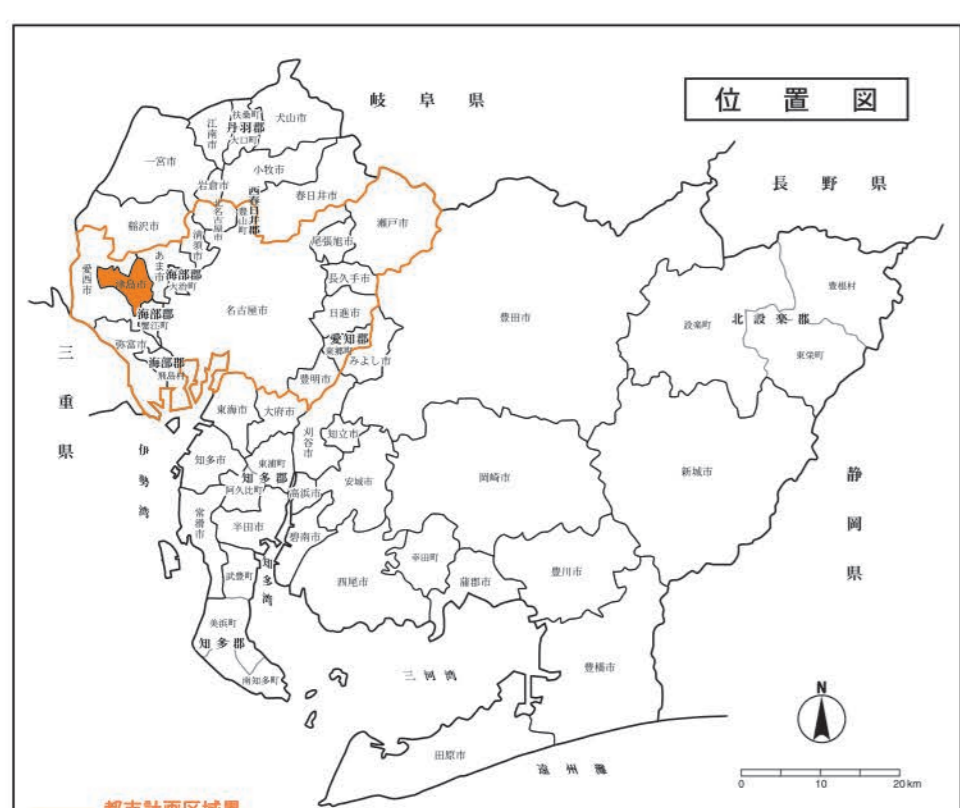 位置図
岐阜県
長野県
静岡県
三重県
伊勢湾
知多湾
三河湾
遠州灘
犬山市
扶桑町
丹羽郡
大口町
江南市
一宮市
小牧市
岩倉市
春日井市
西春日井郡
豊山町
北名古屋市
瀬戸市
稲沢市
清須市
尾張旭市
あま市
海部郡
大治町
愛西市
津島市
長久手市
名古屋市
日進市
海部郡
蟹江町
愛知郡
東郷町
みよし市
弥富市
海部郡
飛島村
豊明市
豊田市
設楽町
北設楽郡
豊根村
東栄町
東海市
大府市
刈谷市
知立市
知多市
東浦町
知多郡
阿久比町
高浜市
安城市
岡崎市
新城市
常滑市
半田市
碧南市
武豊町
西尾市
幸田町
蒲郡市
豊川市
美浜町
知多郡
南知多町
豊橋市
田原市
N
0 10 20km
都市計画区域界